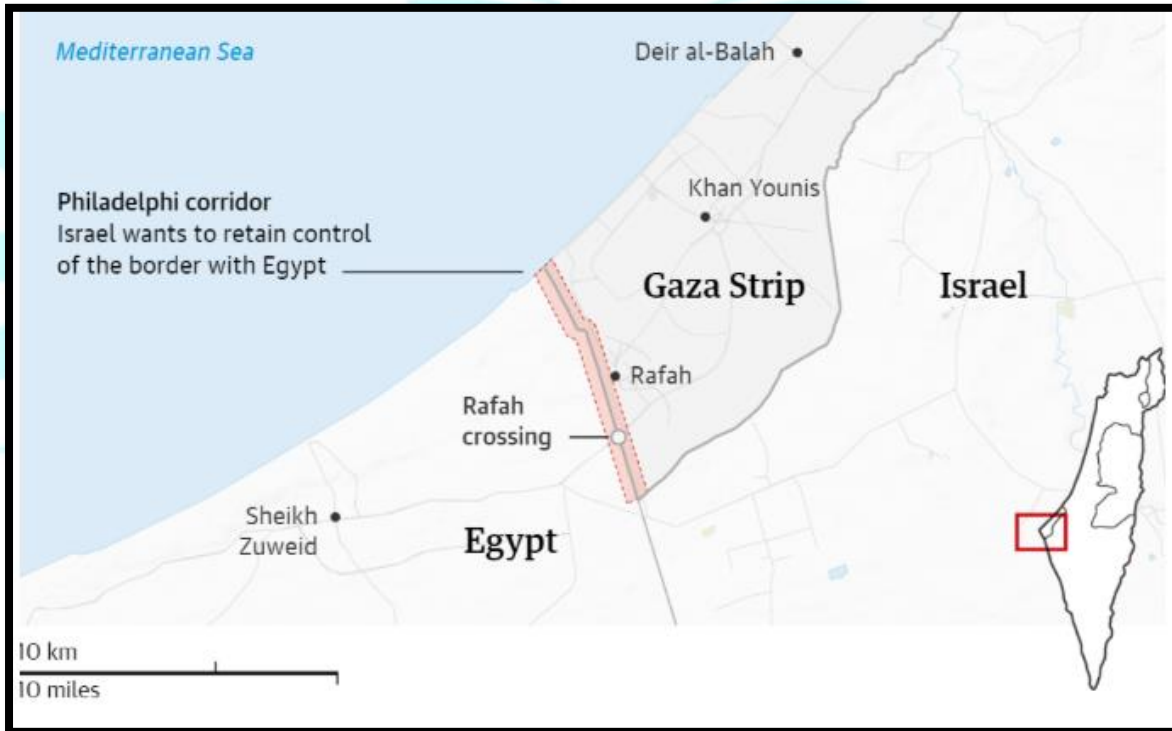 Mediterranean Sea
Deir al-Balah
Philadelphi corridor
Israel wants to retain control
of the border with Egypt
Khan Younis
Gaza Strip
Israel
Rafah
Rafah
crossing
Sheikh
Zuweid
Egypt
10 km
10 miles